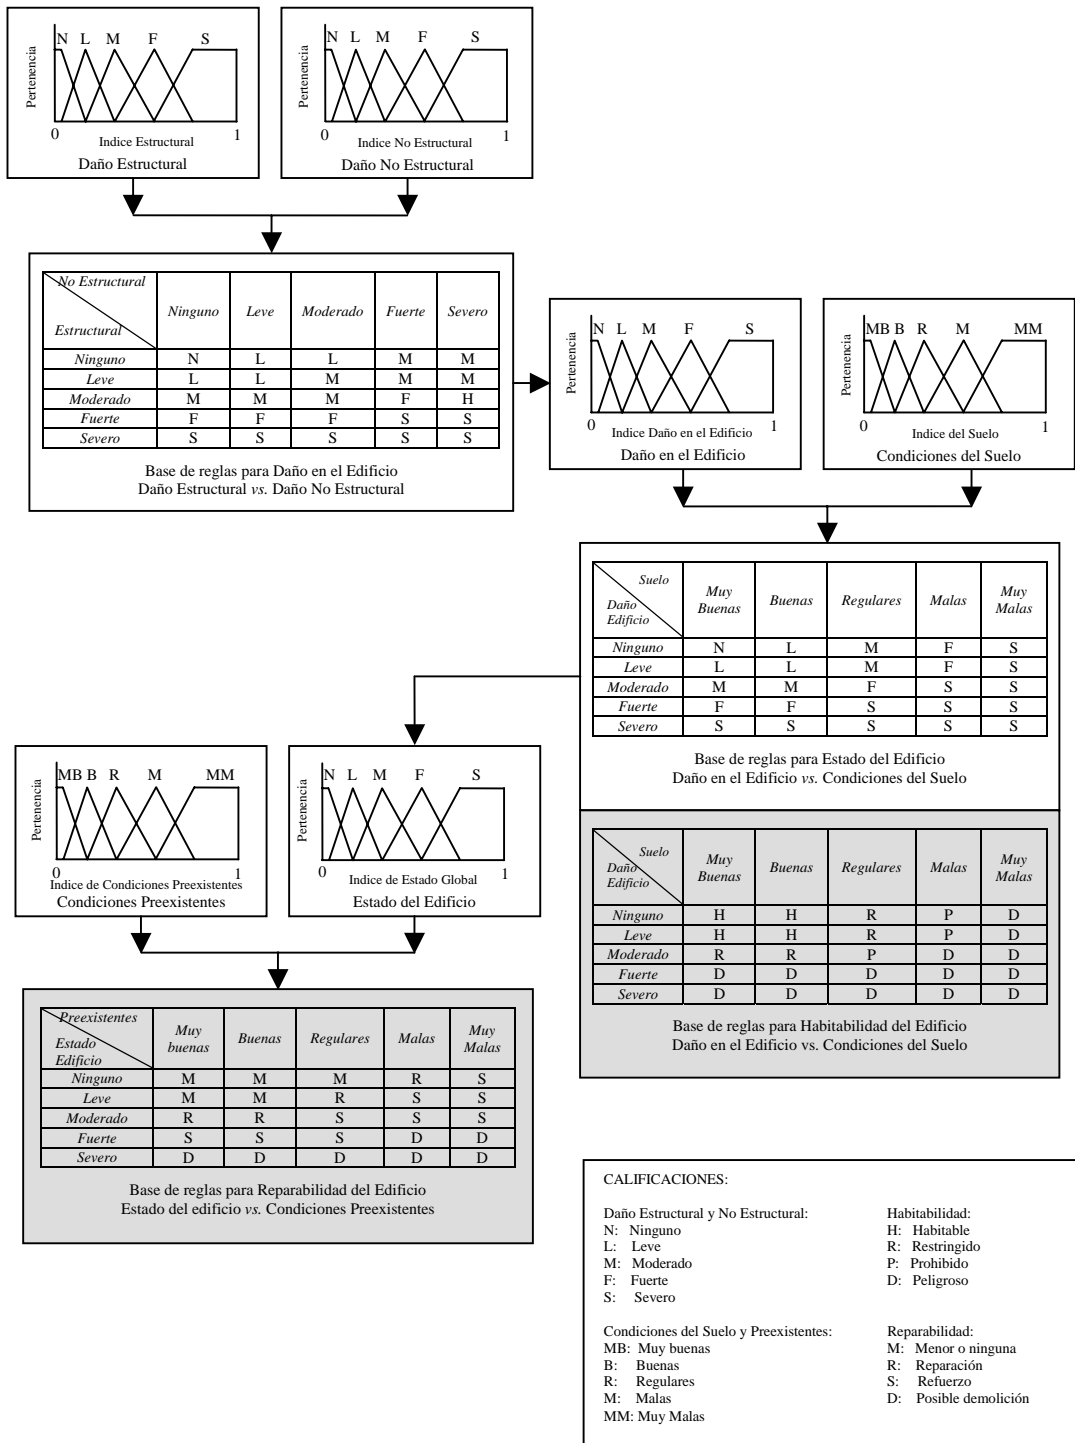 N L M F S
Pertenencia
0 Indice Estructural 1
Daño Estructural
N L M F S
Pertenencia
0 Indice No Estructural 1
Daño No Estructural
No Estructural
Estructural
Ninguno Leve Moderado Fuerte Severo
Ninguno N L L M M
Leve L L M M M
Moderado M M M F H
Fuerte F F F S S
Severo S S S S S
Base de reglas para Daño en el Edificio
Daño Estructural vs. Daño No Estructural
N L M F S
Pertenencia
0 Indice Daño en el Edificio 1
Daño en el Edificio
MB B R M MM
Pertenencia
0 Indice del Suelo 1
Condiciones del Suelo
Suelo
Daño
Edificio
Muy
Buenas Buenas Regulares Malas Muy
Malas
Ninguno N L M F S
Leve L L M F S
Moderado M M F S S
Fuerte F F S S S
Severo S S S S S
Base de reglas para Estado del Edificio
Daño en el Edificio vs. Condiciones del Suelo
MB B R M MM
Pertenencia
0 1
Indice de Condiciones Preexistentes
Condiciones Preexistentes
N L M F S
Pertenencia
0 Indice de Estado Global 1
Estado del Edificio
Suelo
Daño
Edificio
Muy
Buenas Buenas Regulares Malas Muy
Malas
Ninguno H H R P D
Leve H H R P D
Moderado R R P D D
Fuerte D D D D D
Severo D D D D D
Base de reglas para Habitabilidad del Edificio
Daño en el Edificio vs. Condiciones del Suelo
Preexistentes
Estado
Edificio
Muy
buenas Buenas Regulares Malas Muy
Malas
Ninguno M M M R S
Leve M M R S S
Moderado R R S S S
Fuerte S S S D D
Severo D D D D D
Base de reglas para Reparabilidad del Edificio
Estado del edificio vs. Condiciones Preexistentes
CALIFICACIONES:
Daño Estructural y No Estructural:
N: Ninguno
L: Leve
M: Moderado
F: Fuerte
S: Severo
Habitabilidad:
H: Habitable
R: Restringido
P: Prohibido
D: Peligroso
Condiciones del Suelo y Preexistentes:
MB: Muy buenas
B: Buenas
R: Regulares
M: Malas
MM: Muy Malas
Reparabilidad:
M: Menor o ninguna
R: Reparación
S: Refuerzo
D: Posible demolición